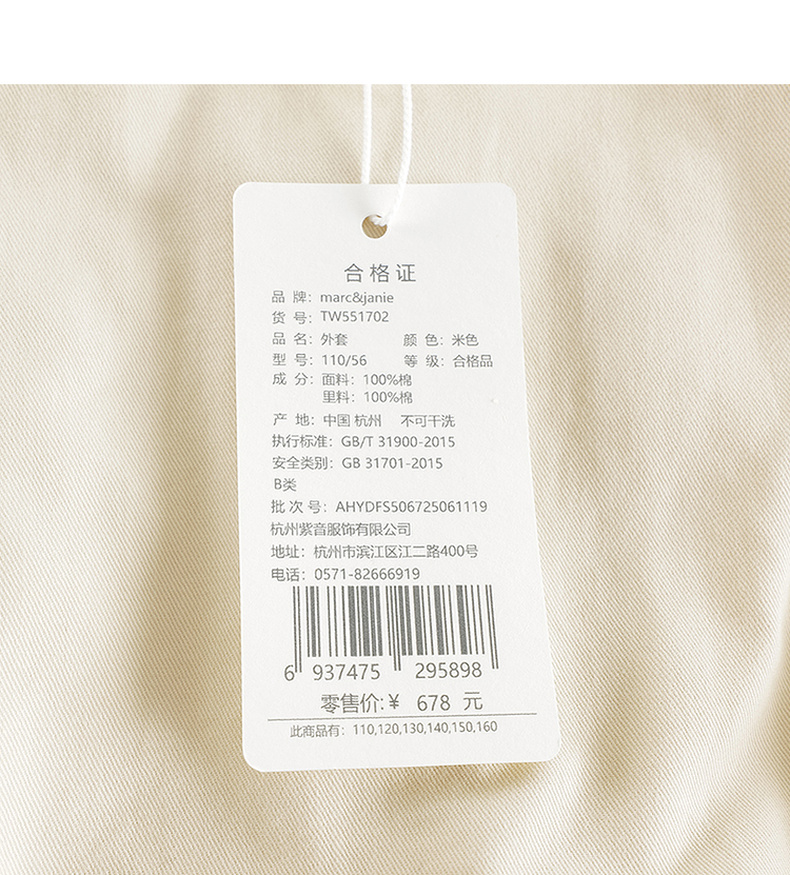 合格证
品 牌：marc&janie
货 号：TW551702
品 名：外套 颜 色：米色
型 号：110/56 等 级：合格品
成 分：面料：100%棉
里料：100%棉
产 地：中国 杭州 不可干洗
执行标准：GB/T 31900-2015
安全类别：GB 31701-2015
B类
批 次 号：AHYDFS506725061119
杭州紫音服饰有限公司
地址：杭州市滨江区江二路400号
电话：0571-82666919
6 937475 295898
零售价:¥ 678 元
此商品有：110,120,130,140,150,160